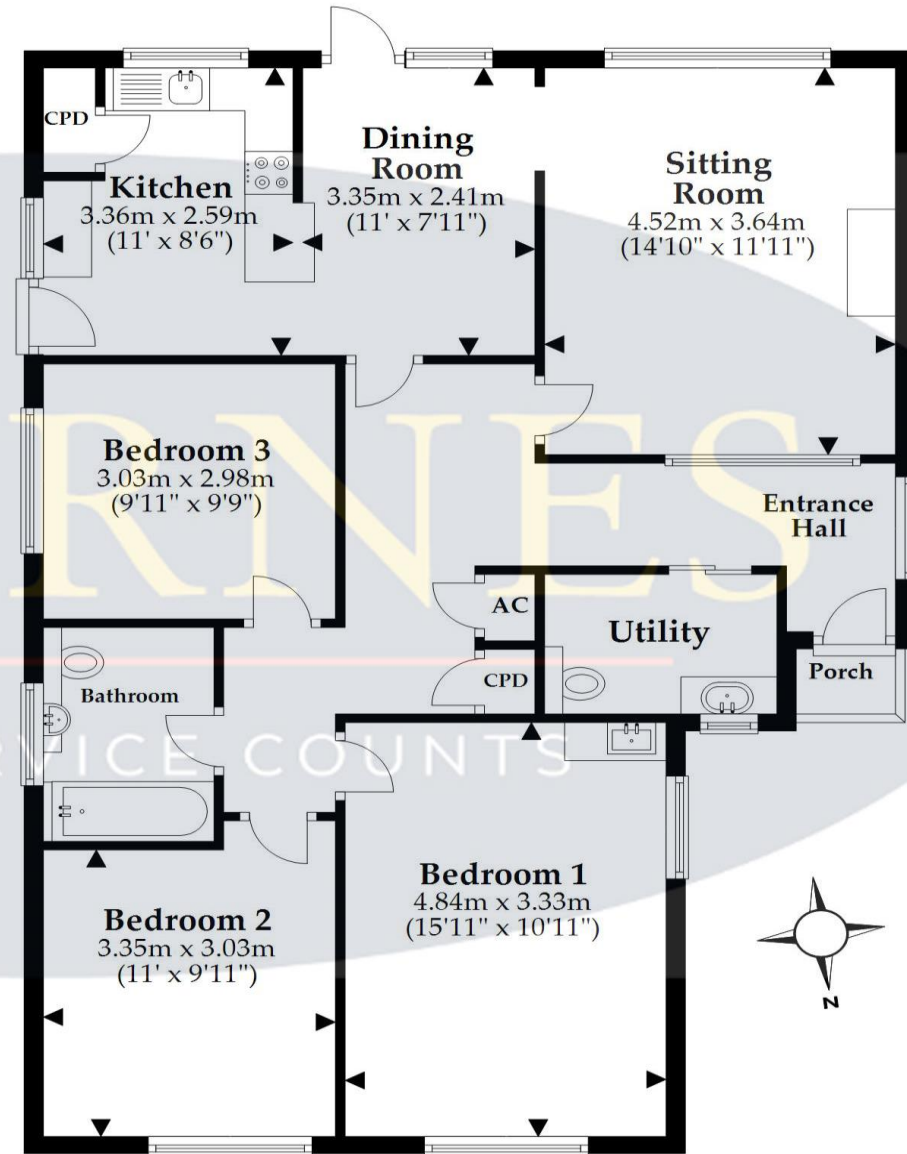 CPD
Kitchen
3.36m x 2.59m
(11' x 8'6")
Dining
Room
3.35m x 2.41m
(11' x 7'11")
Sitting
Room
4.52m x 3.64m
(14'10" x 11'11")
Bedroom 3
3.03m x 2.98m
(9'11" x 9'9")
Entrance
Hall
RNES
AC
Utility
CPD
Porch
Bathroom
RVICE COUNTS
Bedroom 1
4.84m x 3.33m
(15'11" x 10'11")
Bedroom 2
3.35m x 3.03m
(11' x 9'11")
N